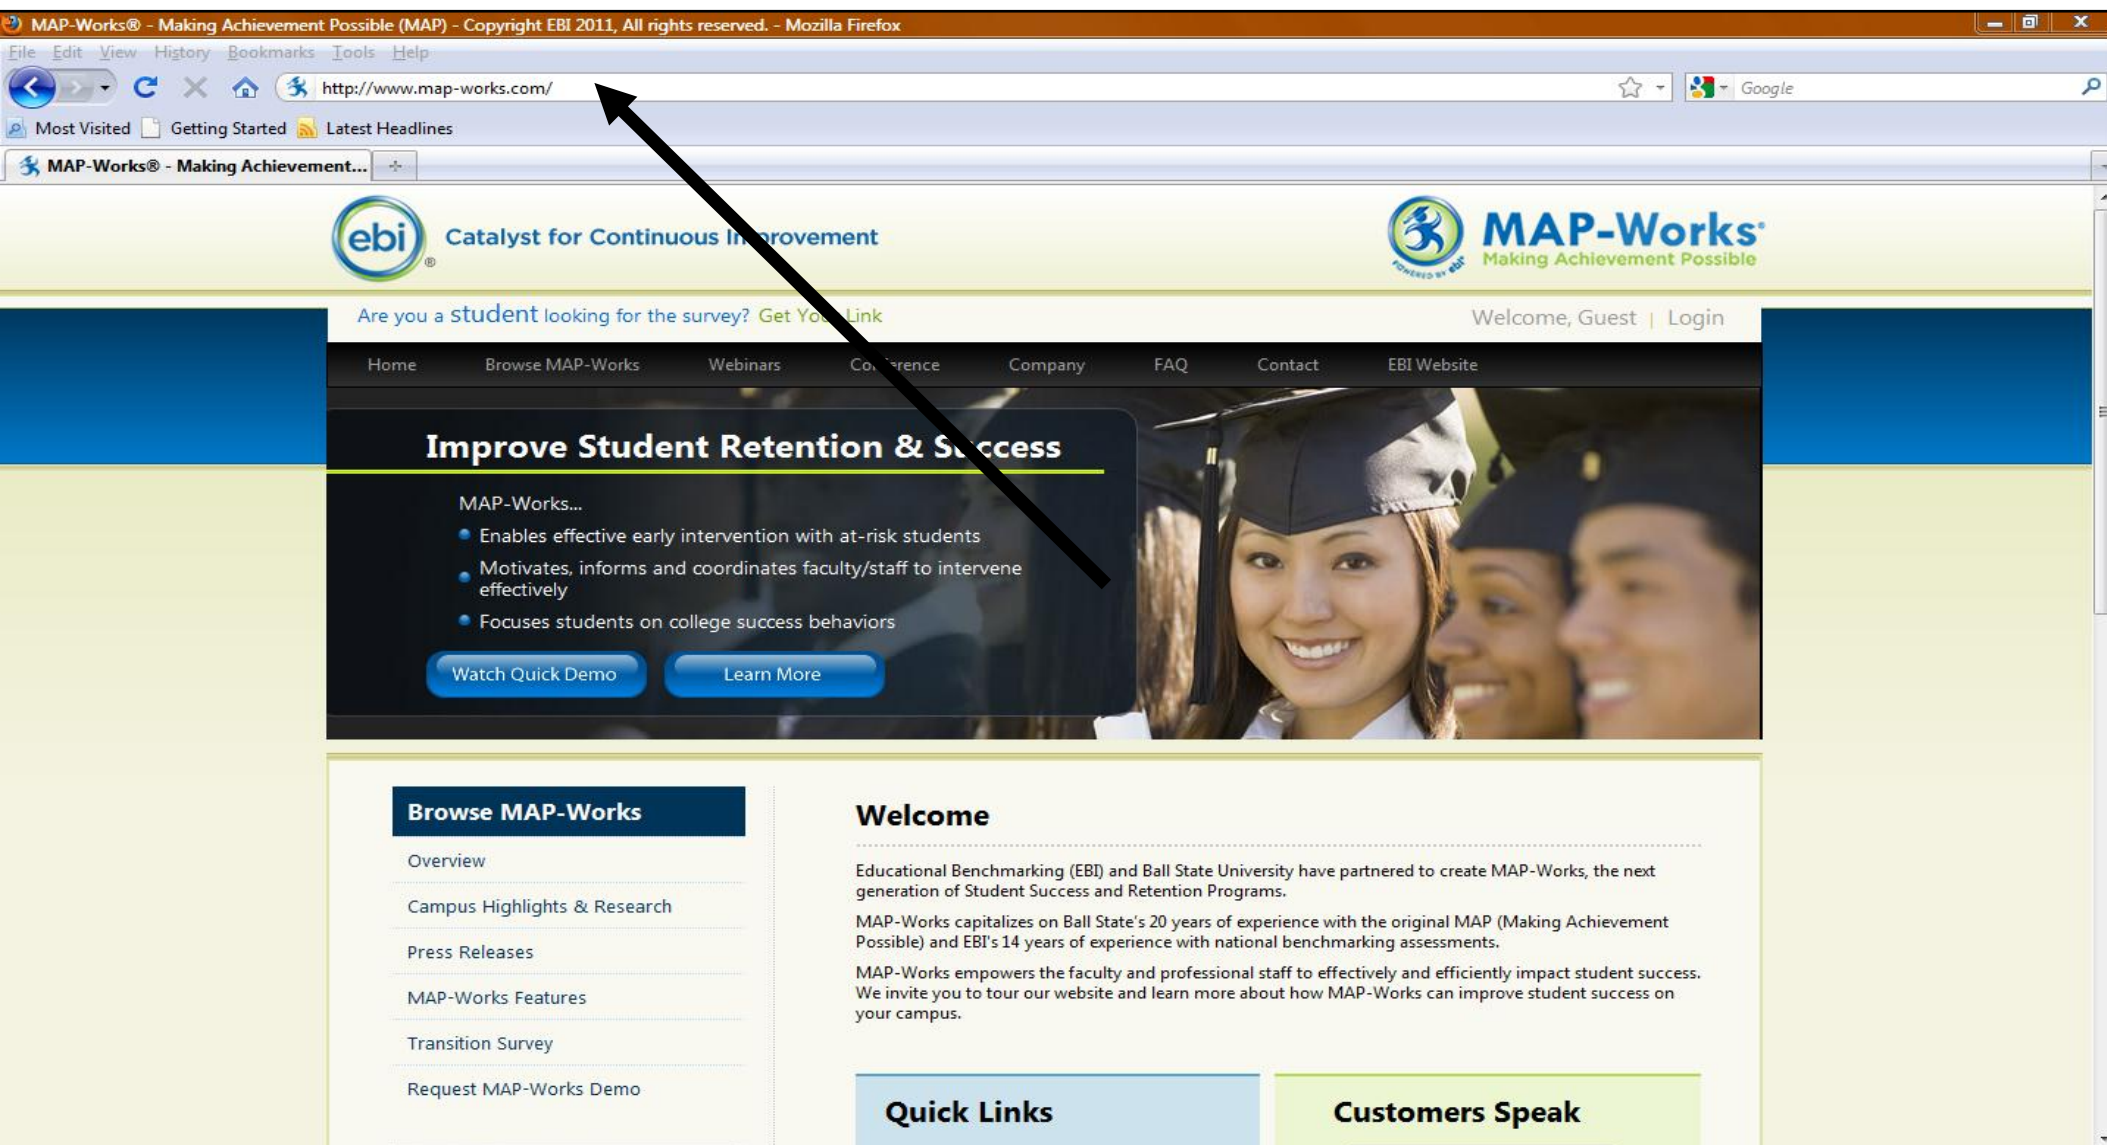 MAP-Works® - Making Achievement Possible (MAP) - Copyright EBI 2011, All rights reserved. - Mozilla Firefox
File Edit View History Bookmarks Tools Help
http://www.map-works.com/
Google
Most Visited Getting Started Latest Headlines
MAP-Works® - Making Achievement...
ebi® Catalyst for Continuous Improvement
MAP-Works®
Making Achievement Possible
POWERED BY ebi
Are you a student looking for the survey? Get Your Link
Welcome, Guest | Login
Home Browse MAP-Works Webinars Conference Company FAQ Contact EBI Website
Improve Student Retention & Success
MAP-Works...
Enables effective early intervention with at-risk students
Motivates, informs and coordinates faculty/staff to intervene
effectively
Focuses students on college success behaviors
Watch Quick Demo Learn More
Browse MAP-Works
Overview
Campus Highlights & Research
Press Releases
MAP-Works Features
Transition Survey
Request MAP-Works Demo
Welcome
Educational Benchmarking (EBI) and Ball State University have partnered to create MAP-Works, the next
generation of Student Success and Retention Programs.
MAP-Works capitalizes on Ball State's 20 years of experience with the original MAP (Making Achievement
Possible) and EBI's 14 years of experience with national benchmarking assessments.
MAP-Works empowers the faculty and professional staff to effectively and efficiently impact student success.
We invite you to tour our website and learn more about how MAP-Works can improve student success on
your campus.
Quick Links
Customers Speak